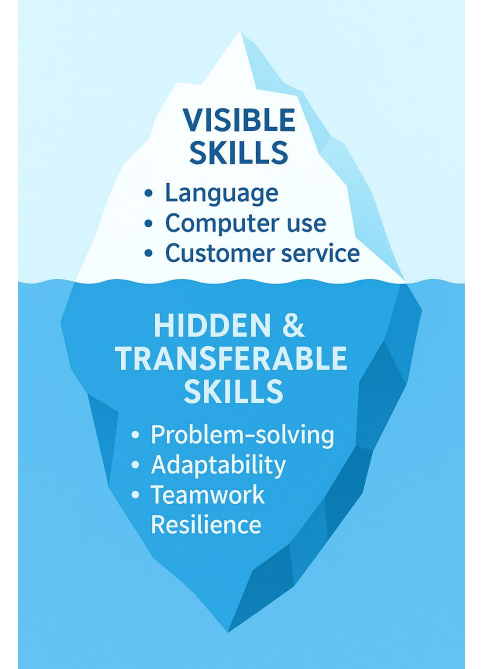 VISIBLE
SKILLS
• Language
• Computer use
• Customer service
HIDDEN &
TRANSFERABLE
SKILLS
• Problem-solving
• Adaptability
• Teamwork
Resilience